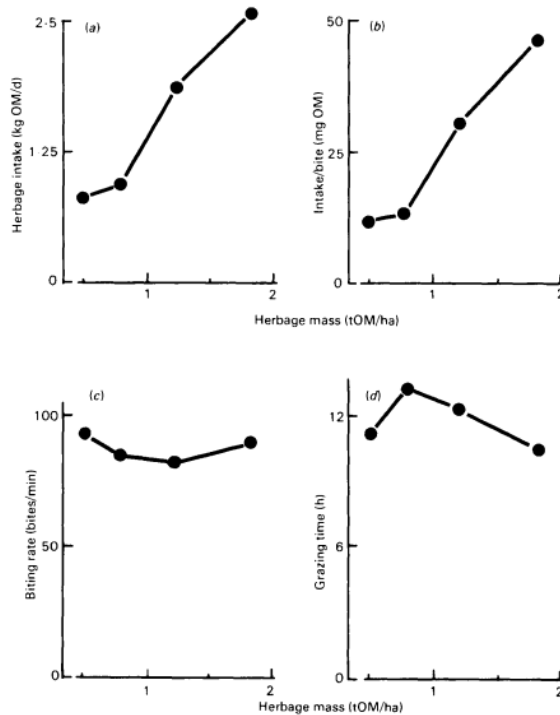 (a)
2·5
1·25
0
Herbage intake (kg OM/d)
1
2
(b)
50
25
0
Intake/bite (mg OM)
1
2
Herbage mass (tOM/ha)
(c)
100
50
0
Biting rate (bites/min)
1
2
(d)
12
6
0
Grazing time (h)
1
2
Herbage mass (tOM/ha)